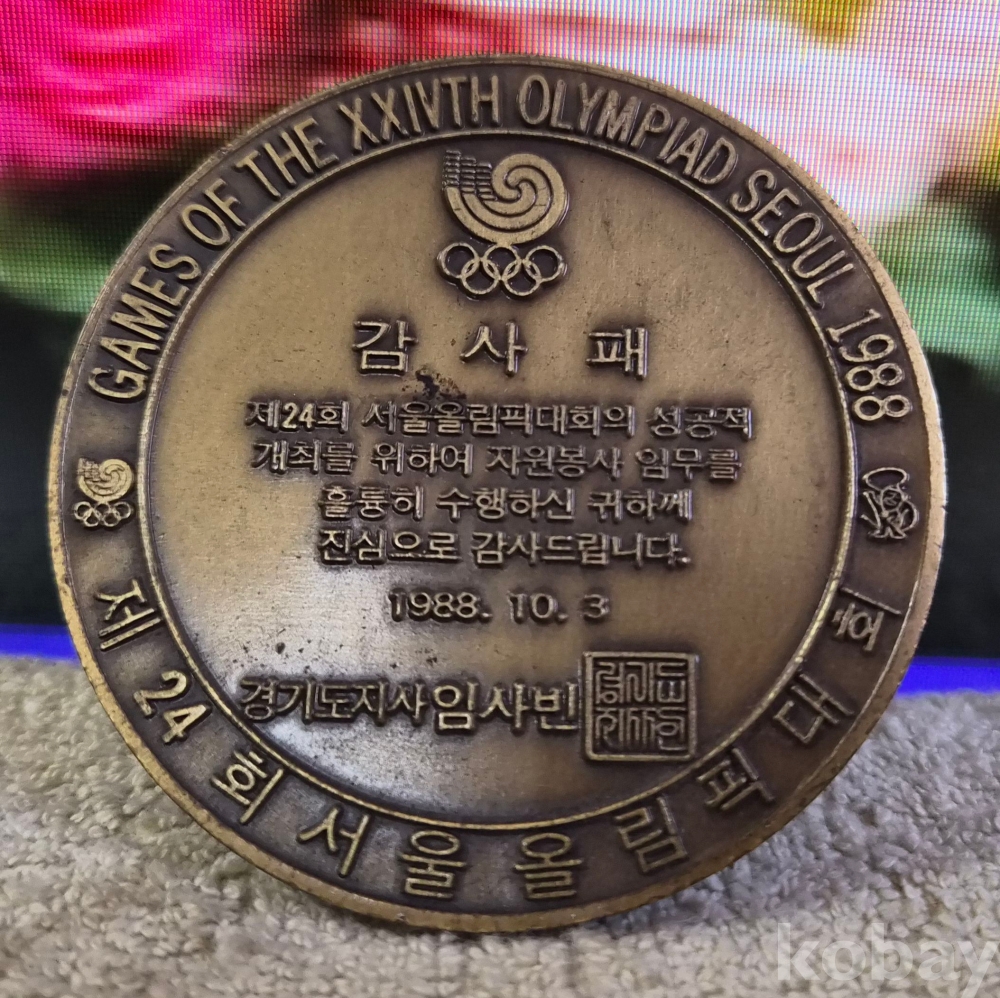 GAMES OF THE XXIVTH OLYMPIAD SEOUL 1988
감 사 패
제24회 서울올림픽대회의 성공적
개최를 위하여 자원봉사 임무를
훌륭히 수행하신 귀하께
진심으로 감사드립니다.
1988. 10. 3
경기도지사 임사빈
제24회서울올림픽대회
kobay